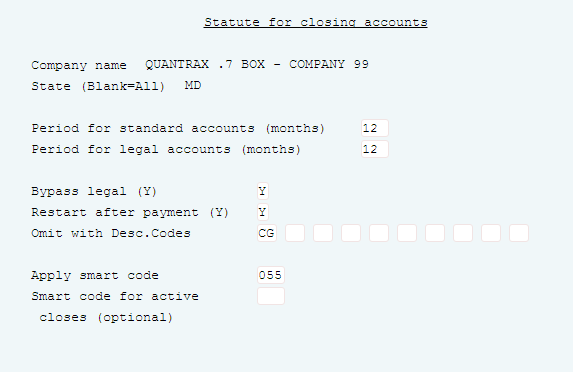 Statute for closing accounts
Company name QUANTRAX .7 BOX - COMPANY 99
State (Blank=All) MD
Period for standard accounts (months) 12
Period for legal accounts (months) 12
Bypass legal (Y) Y
Restart after payment (Y) Y
Omit with Desc.Codes CG
Apply smart code 055
Smart code for active
closes (optional)